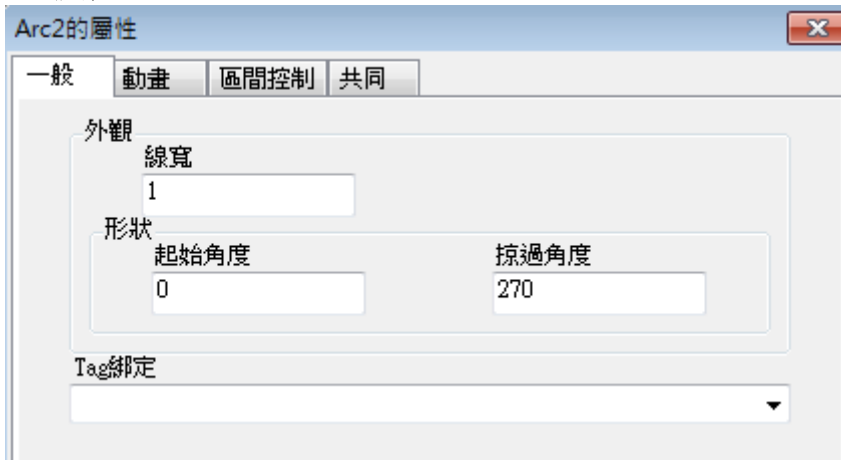 Arc2的屬性
一般 動畫 區間控制 共同
外觀
線寬
1
形狀
起始角度 掠過角度
0 270
Tag綁定